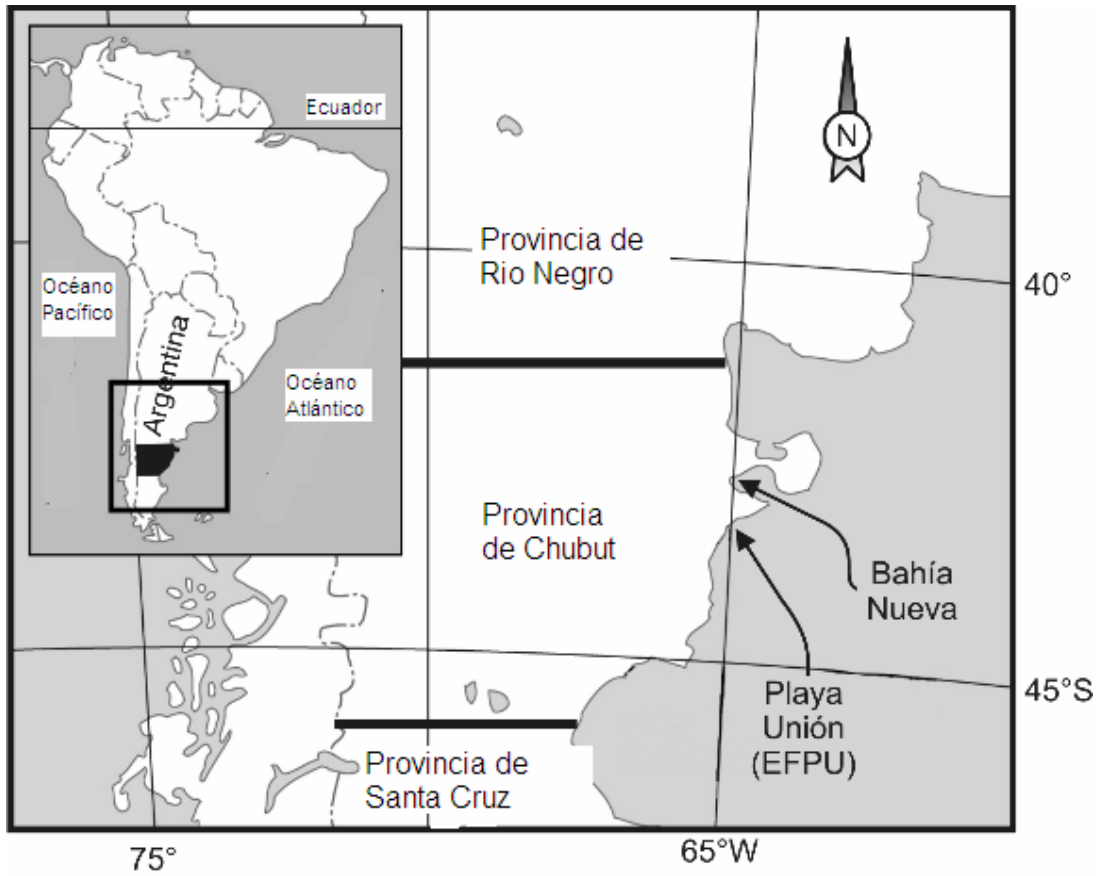 Ecuador
Océano
Pacífico
Argentina
Océano
Atlántico
N
Provincia de
Rio Negro
40°
Provincia
de Chubut
Bahía
Nueva
Playa
Unión
(EFPU)
45°S
Provincia de
Santa Cruz
75°
65°W